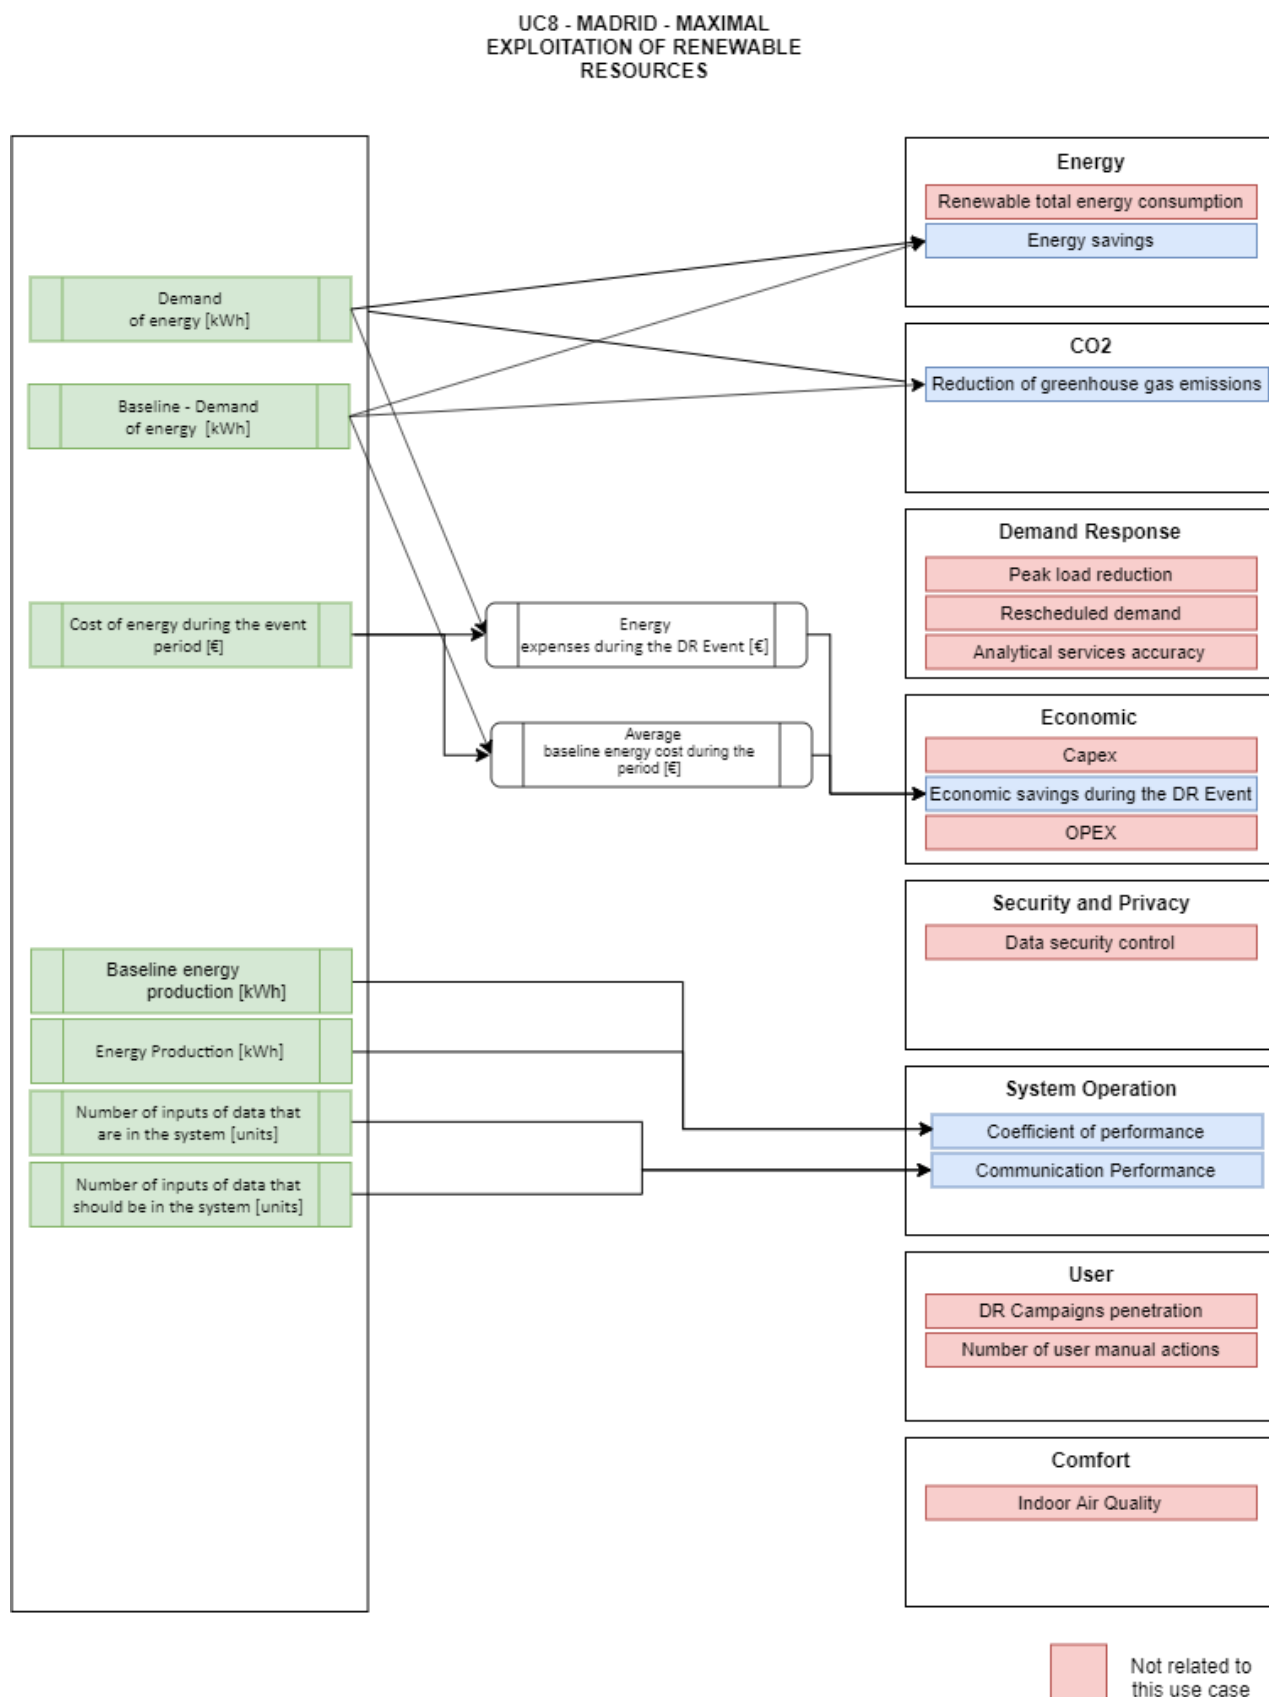 UC8 - MADRID - MAXIMAL
EXPLOITATION OF RENEWABLE
RESOURCES
Demand
of energy [kWh]
Baseline - Demand
of energy [kWh]
Cost of energy during the event
period [€]
Baseline energy
production [kWh]
Energy Production [kWh]
Number of inputs of data that
are in the system [units]
Number of inputs of data that
should be in the system [units]
Energy
expenses during the DR Event [€]
Average
baseline energy cost during the
period [€]
Energy
Renewable total energy consumption
Energy savings
CO2
Reduction of greenhouse gas emissions
Demand Response
Peak load reduction
Rescheduled demand
Analytical services accuracy
Economic
Capex
Economic savings during the DR Event
OPEX
Security and Privacy
Data security control
System Operation
Coefficient of performance
Communication Performance
User
DR Campaigns penetration
Number of user manual actions
Comfort
Indoor Air Quality
Not related to
this use case